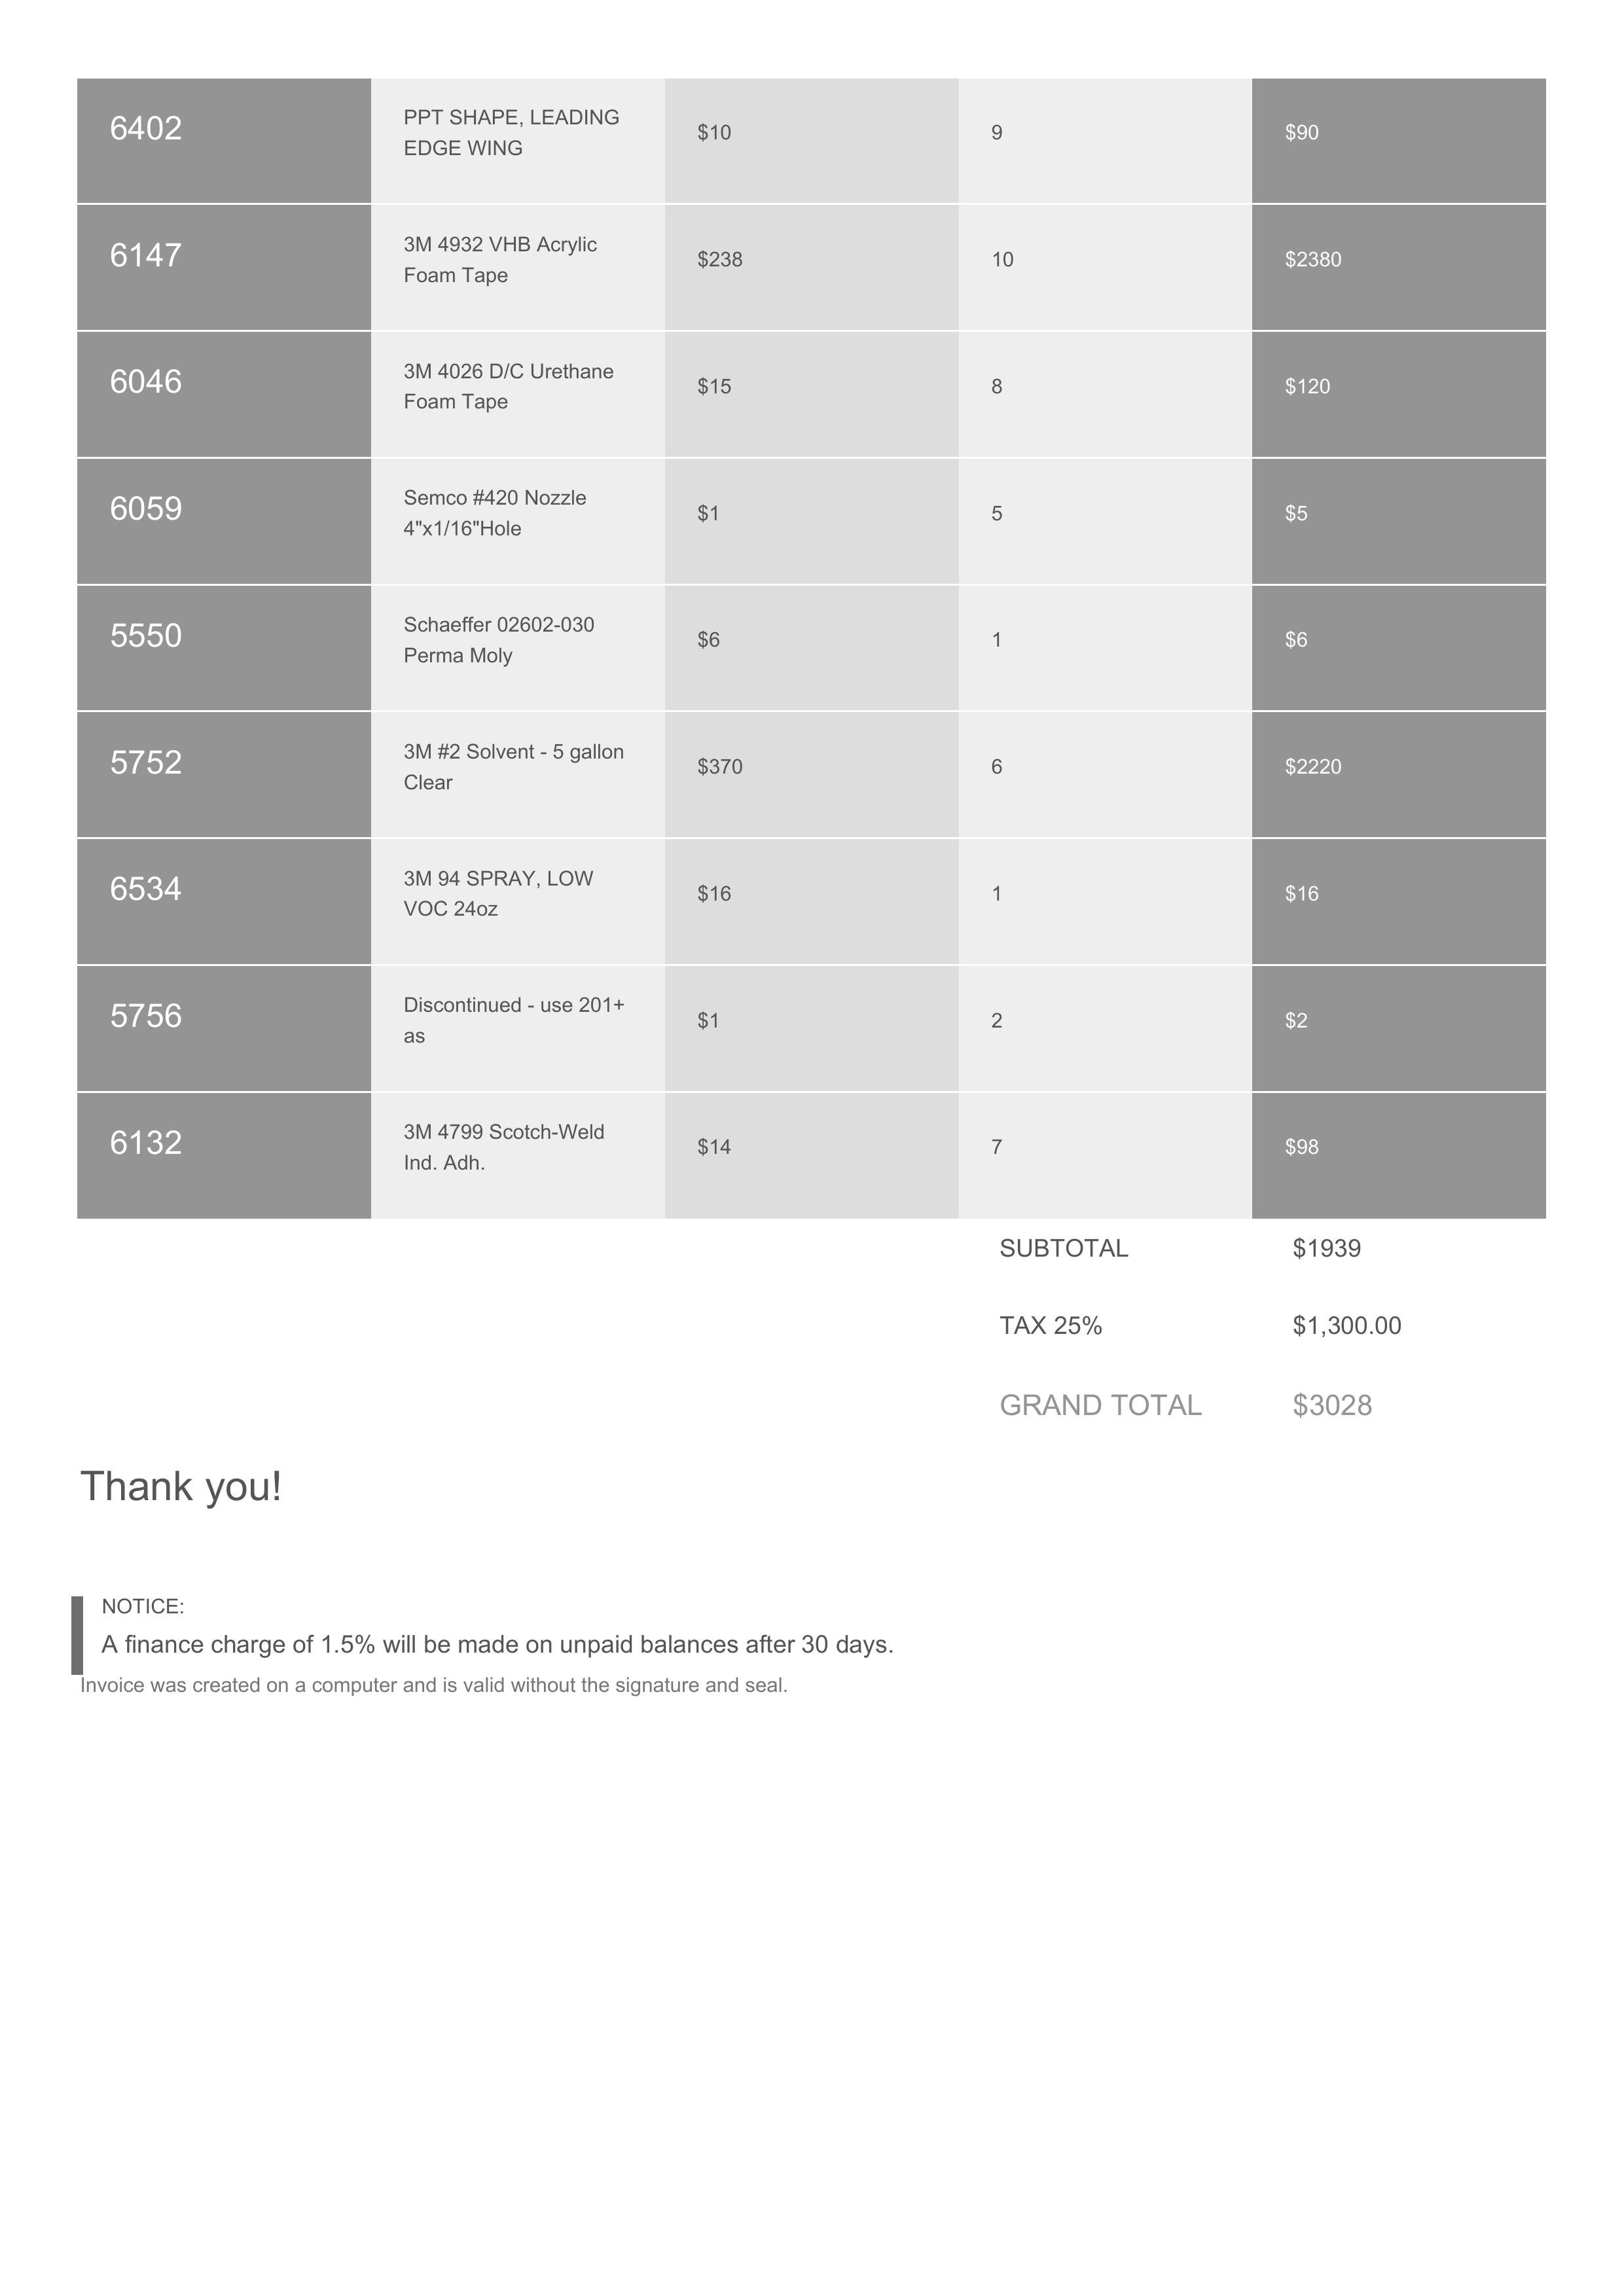 6402 PPT SHAPE, LEADING EDGE WING $10 9 $90
6147 3M 4932 VHB Acrylic Foam Tape $238 10 $2380
6046 3M 4026 D/C Urethane Foam Tape $15 8 $120
6059 Semco #420 Nozzle 4"x1/16"Hole $1 5 $5
5550 Schaeffer 02602-030 Perma Moly $6 1 $6
5752 3M #2 Solvent - 5 gallon Clear $370 6 $2220
6534 3M 94 SPRAY, LOW VOC 24oz $16 1 $16
5756 Discontinued - use 201+ as $1 2 $2
6132 3M 4799 Scotch-Weld Ind. Adh. $14 7 $98
SUBTOTAL $1939
TAX 25% $1,300.00
GRAND TOTAL $3028
Thank you!
NOTICE:
A finance charge of 1.5% will be made on unpaid balances after 30 days.
Invoice was created on a computer and is valid without the signature and seal.